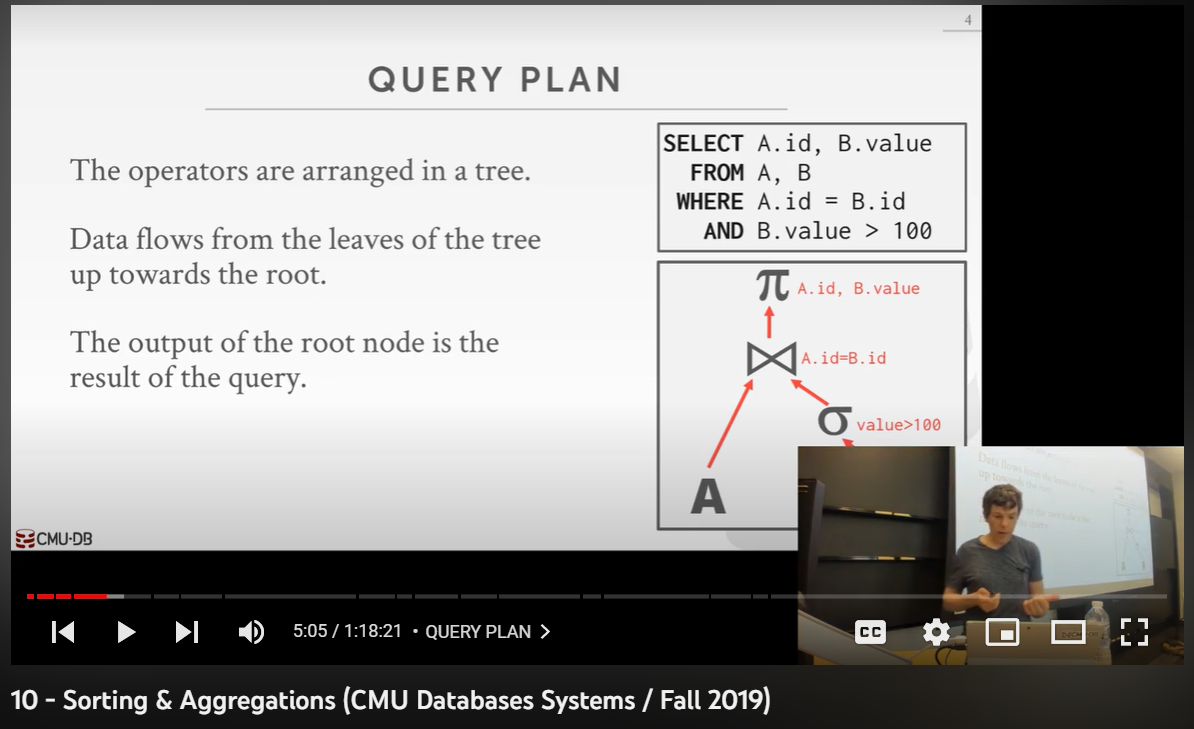 4
QUERY PLAN
The operators are arranged in a tree.
Data flows from the leaves of the tree
up towards the root.
The output of the root node is the
result of the query.
SELECT A.id, B.value
FROM A, B
WHERE A.id = B.id
AND B.value > 100
π A.id, B.value
⋈ A.id=B.id
σ value>100
A
CMU·DB
5:05 / 1:18:21 • QUERY PLAN >
CC
10 - Sorting & Aggregations (CMU Databases Systems / Fall 2019)